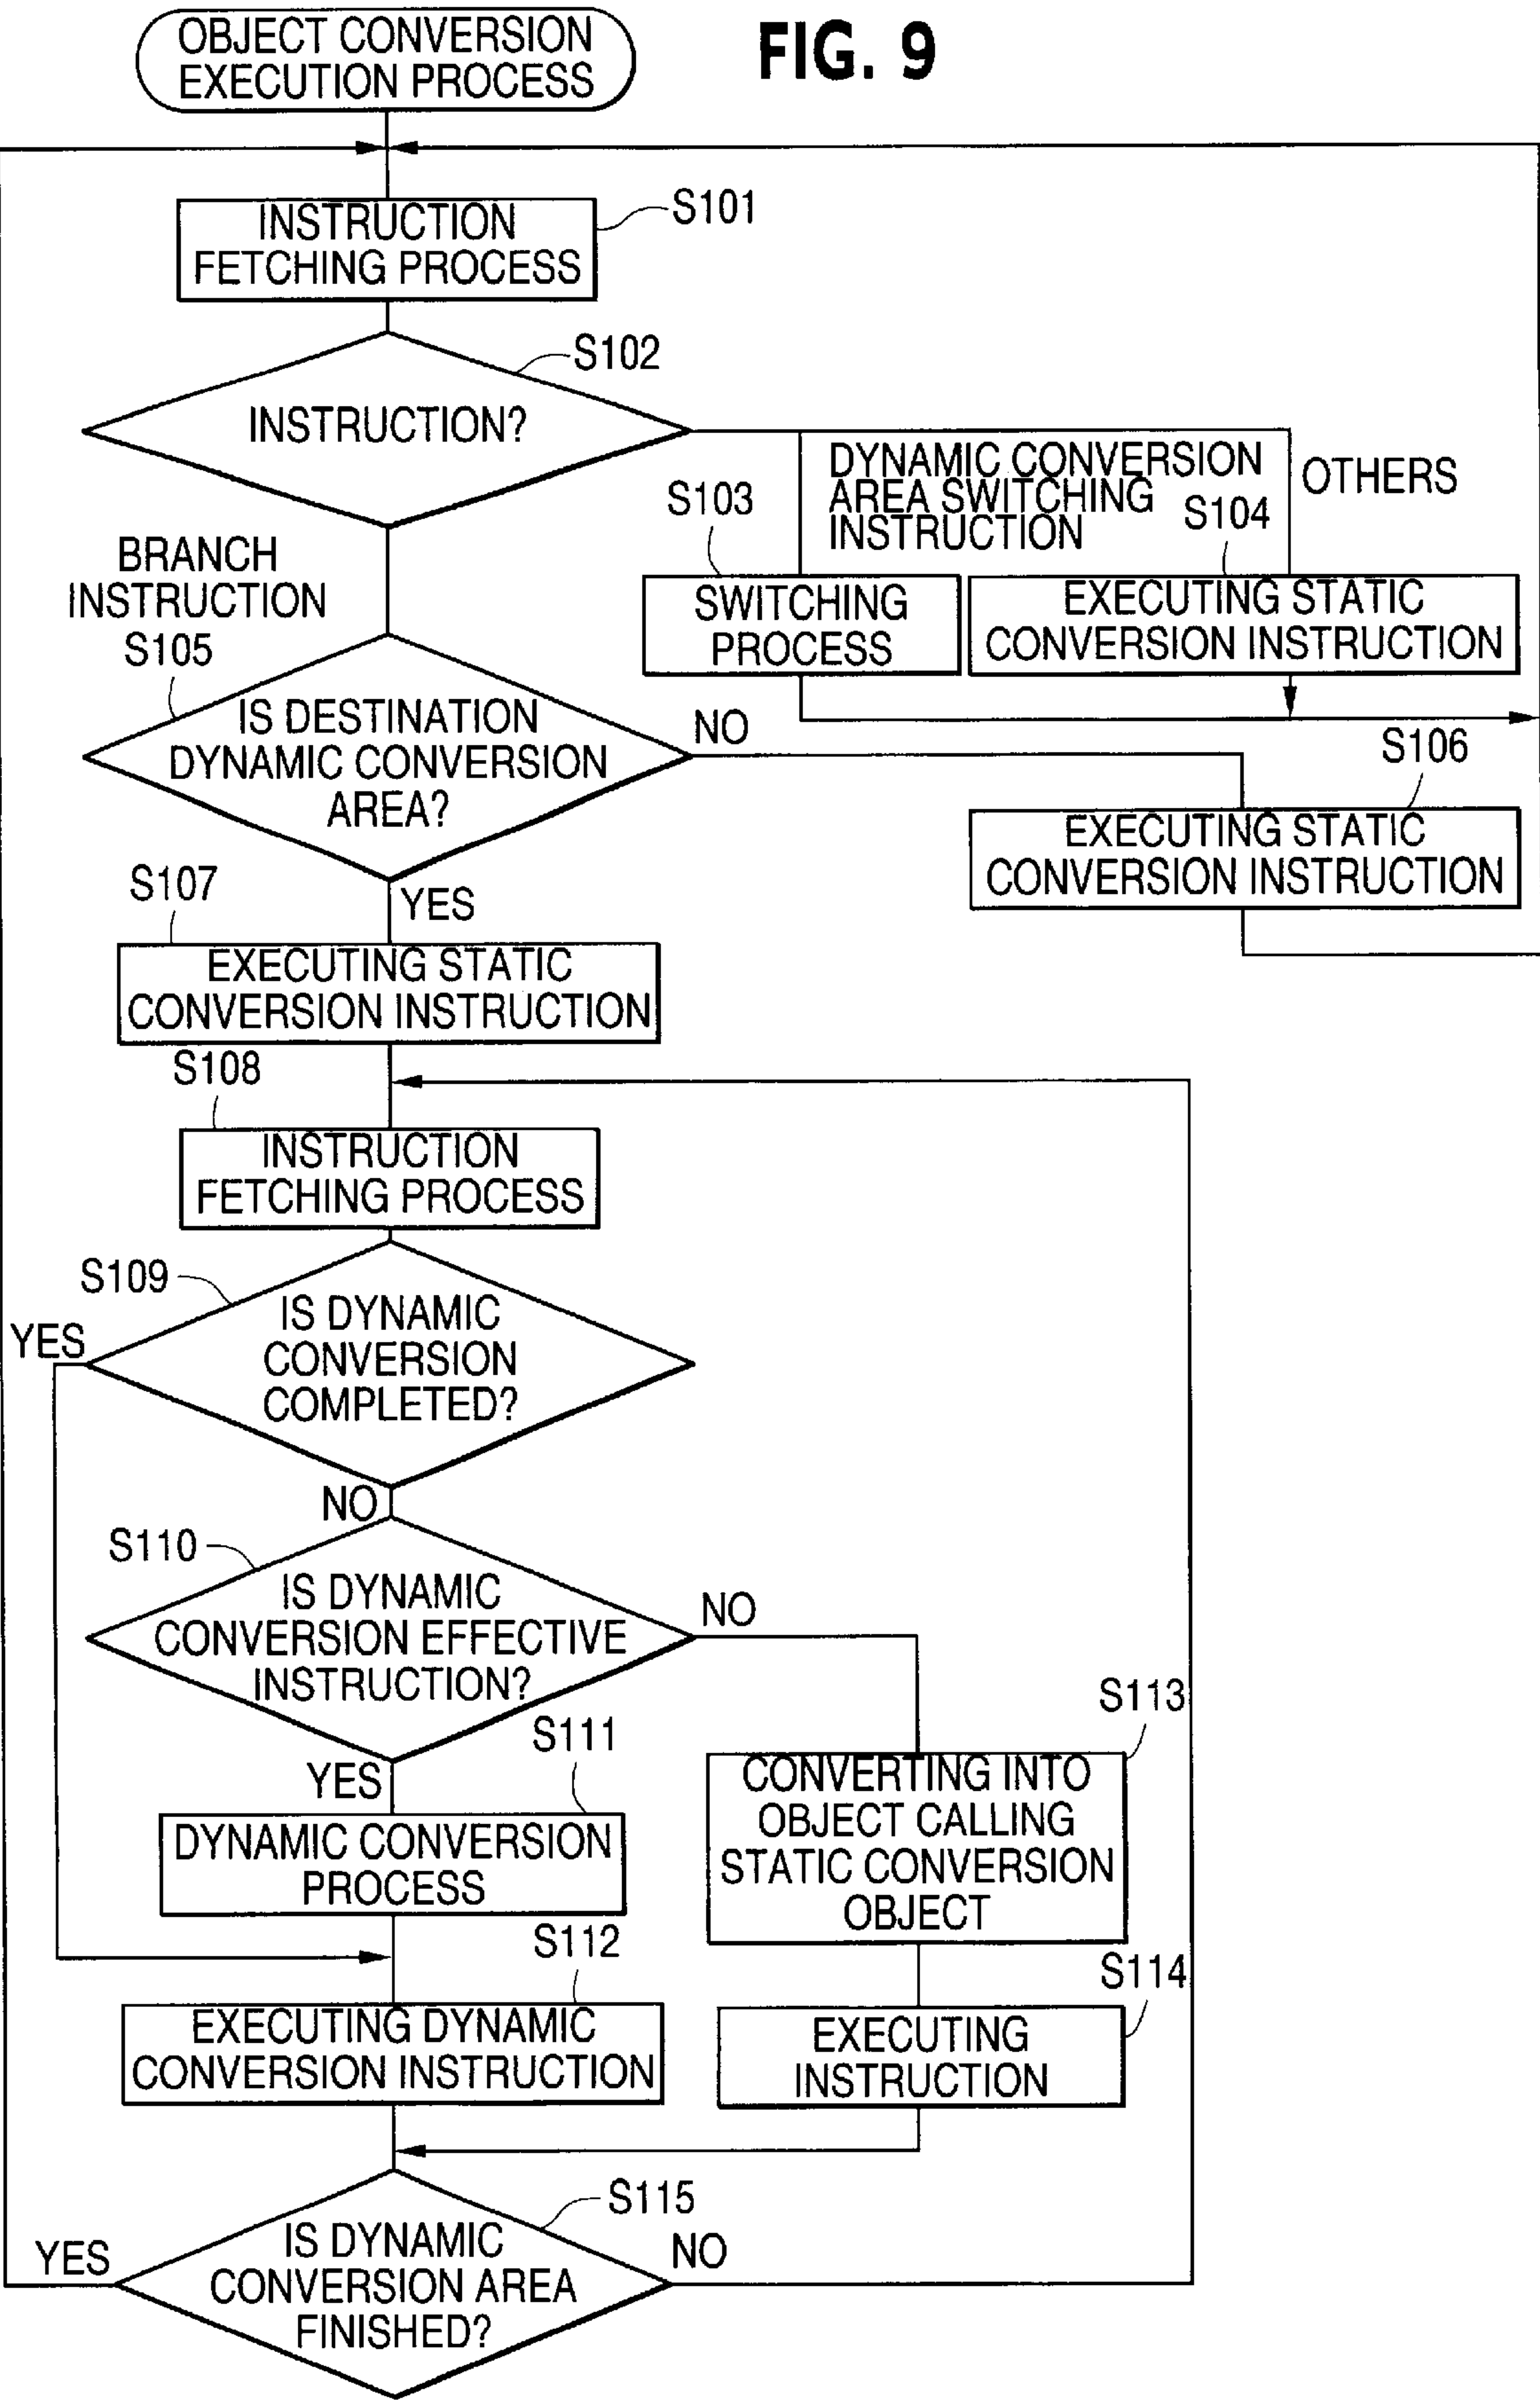 OBJECT CONVERSION
EXECUTION PROCESS
FIG. 9
INSTRUCTION
FETCHING PROCESS
S101
S102
INSTRUCTION?
DYNAMIC CONVERSION
AREA SWITCHING
INSTRUCTION
OTHERS
S103
S104
BRANCH
INSTRUCTION
SWITCHING
PROCESS
EXECUTING STATIC
CONVERSION INSTRUCTION
S105
IS DESTINATION
DYNAMIC CONVERSION
AREA?
NO
S106
EXECUTING STATIC
CONVERSION INSTRUCTION
YES
S107
EXECUTING STATIC
CONVERSION INSTRUCTION
S108
INSTRUCTION
FETCHING PROCESS
S109
IS DYNAMIC
CONVERSION
COMPLETED?
YES
NO
S110
IS DYNAMIC
CONVERSION EFFECTIVE
INSTRUCTION?
NO
YES
S111
DYNAMIC CONVERSION
PROCESS
S113
CONVERTING INTO
OBJECT CALLING
STATIC CONVERSION
OBJECT
S112
EXECUTING DYNAMIC
CONVERSION INSTRUCTION
S114
EXECUTING
INSTRUCTION
S115
IS DYNAMIC
CONVERSION AREA
FINISHED?
YES
NO